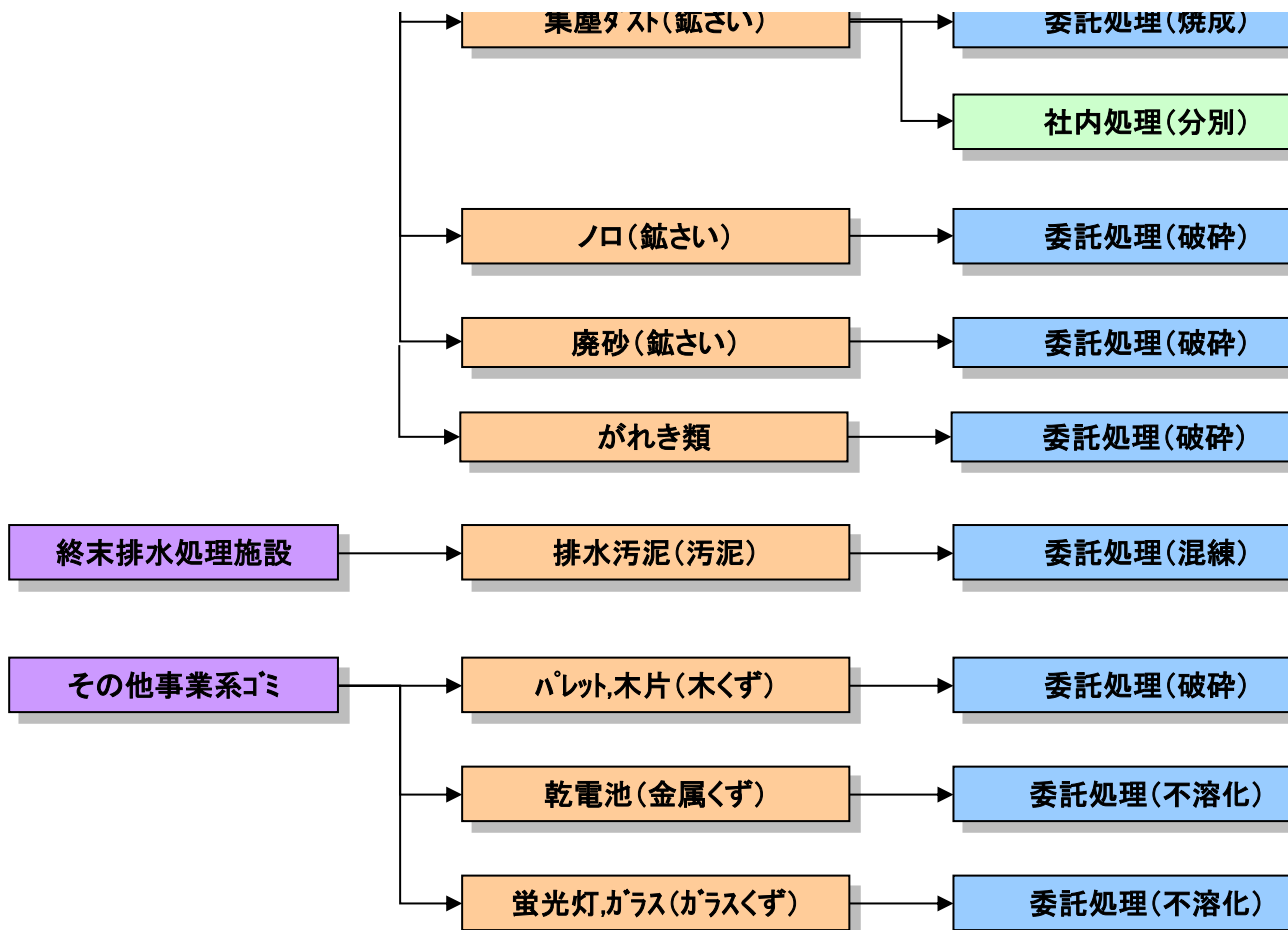 集塵ﾀﾞｽﾄ(鉱さい)
委託処理(焼成)
社内処理(分別)
ノロ(鉱さい)
委託処理(破砕)
廃砂(鉱さい)
委託処理(破砕)
がれき類
委託処理(破砕)
終末排水処理施設
排水汚泥(汚泥)
委託処理(混練)
その他事業系ｺﾞﾐ
ﾊﾟﾚｯﾄ,木片(木くず)
委託処理(破砕)
乾電池(金属くず)
委託処理(不溶化)
蛍光灯,ｶﾞﾗｽ(ｶﾞﾗｽくず)
委託処理(不溶化)